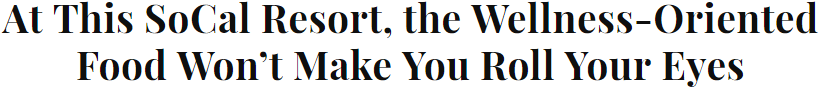 At This SoCal Resort, the Wellness-Oriented
Food Won’t Make You Roll Your Eyes